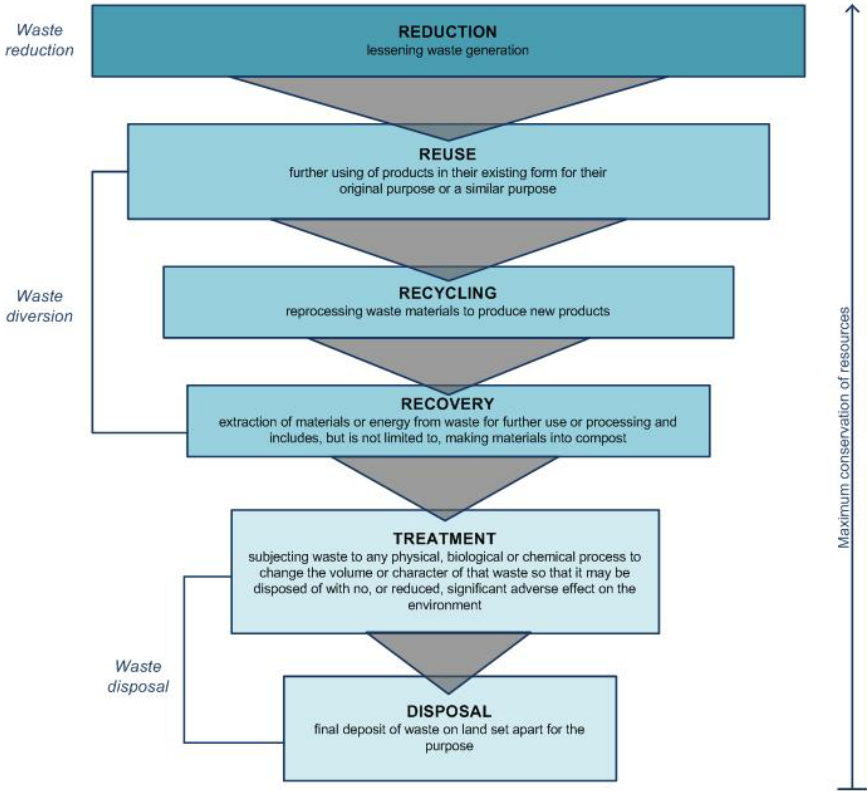 Waste
reduction
REDUCTION
lessening waste generation
REUSE
further using of products in their existing form for their
original purpose or a similar purpose
Waste
diversion
RECYCLING
reprocessing waste materials to produce new products
RECOVERY
extraction of materials or energy from waste for further use or processing and
includes, but is not limited to, making materials into compost
TREATMENT
subjecting waste to any physical, biological or chemical process to
change the volume or character of that waste so that it may be
disposed of with no, or reduced, significant adverse effect on the
environment
Waste
disposal
DISPOSAL
final deposit of waste on land set apart for the
purpose
Maximum conservation of resources